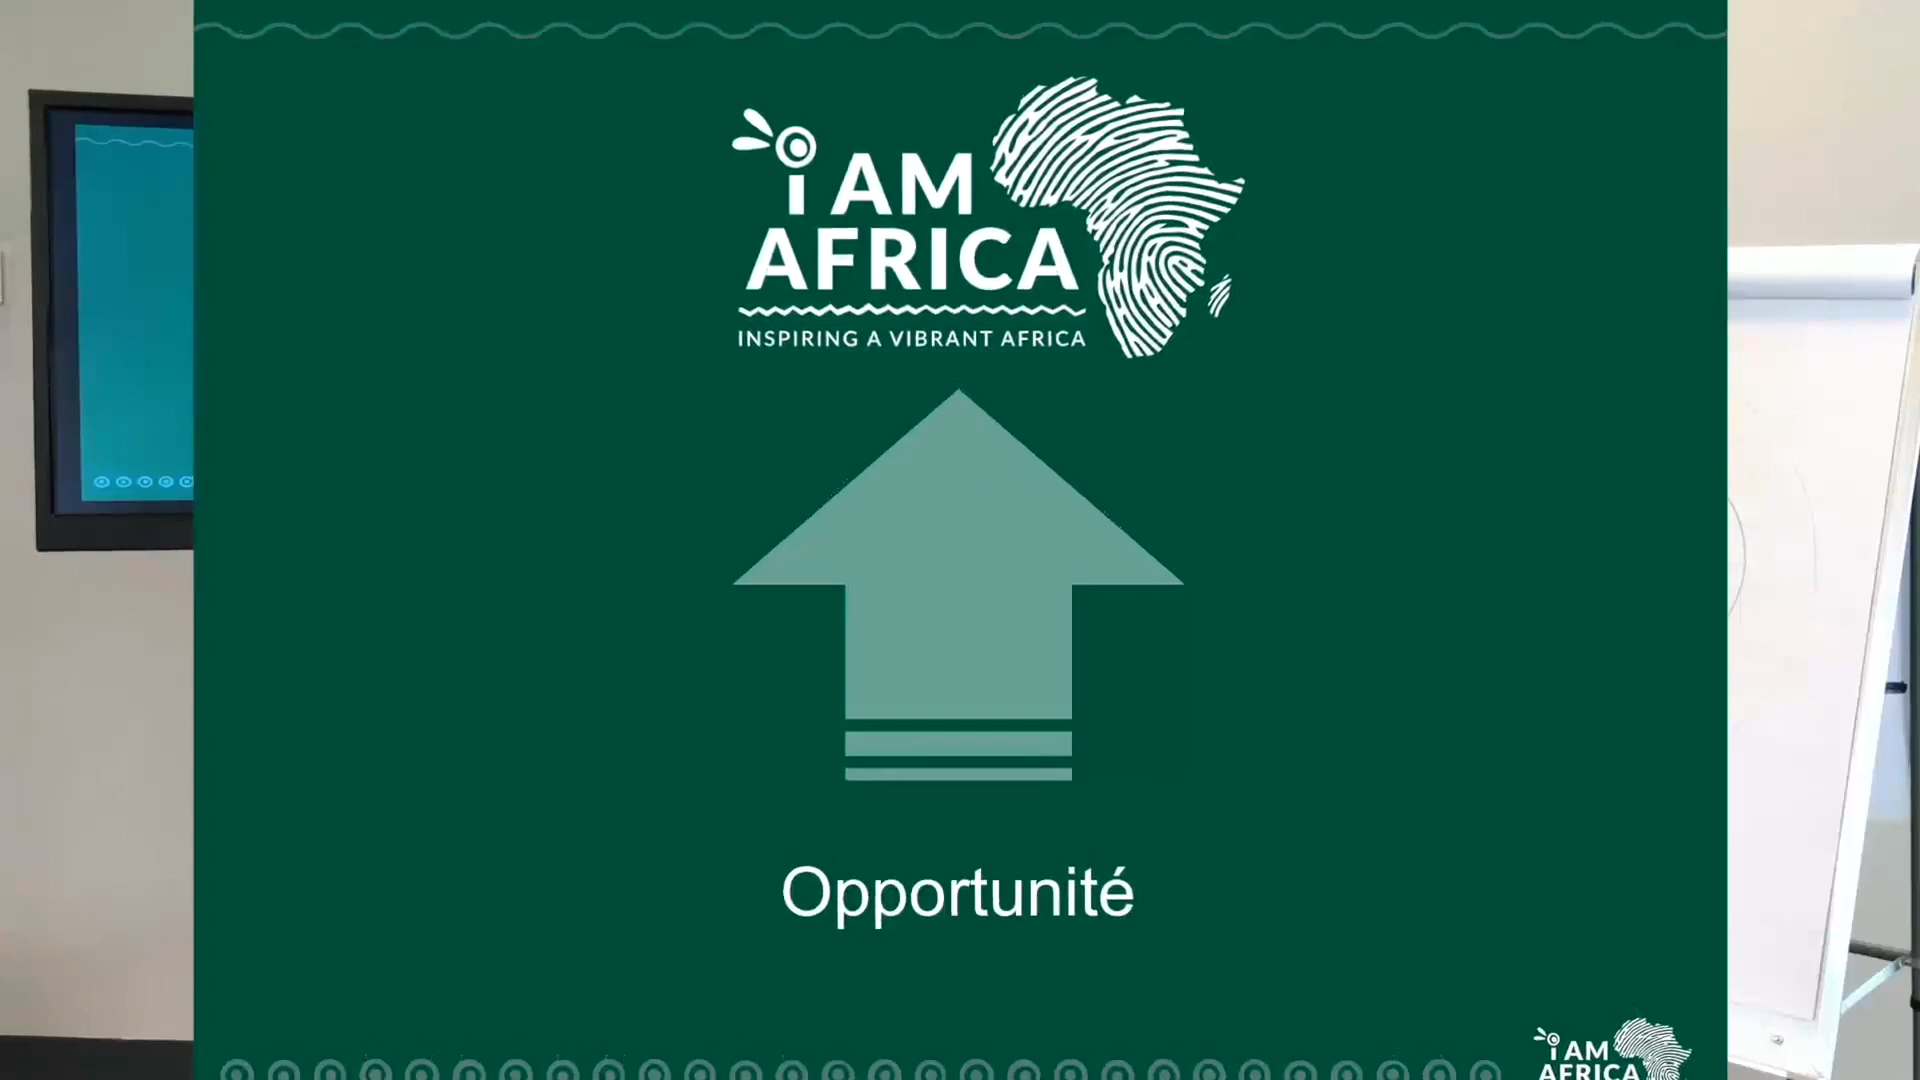 i AM
AFRICA
INSPIRING A VIBRANT AFRICA
Opportunité
i AM
AFRICA